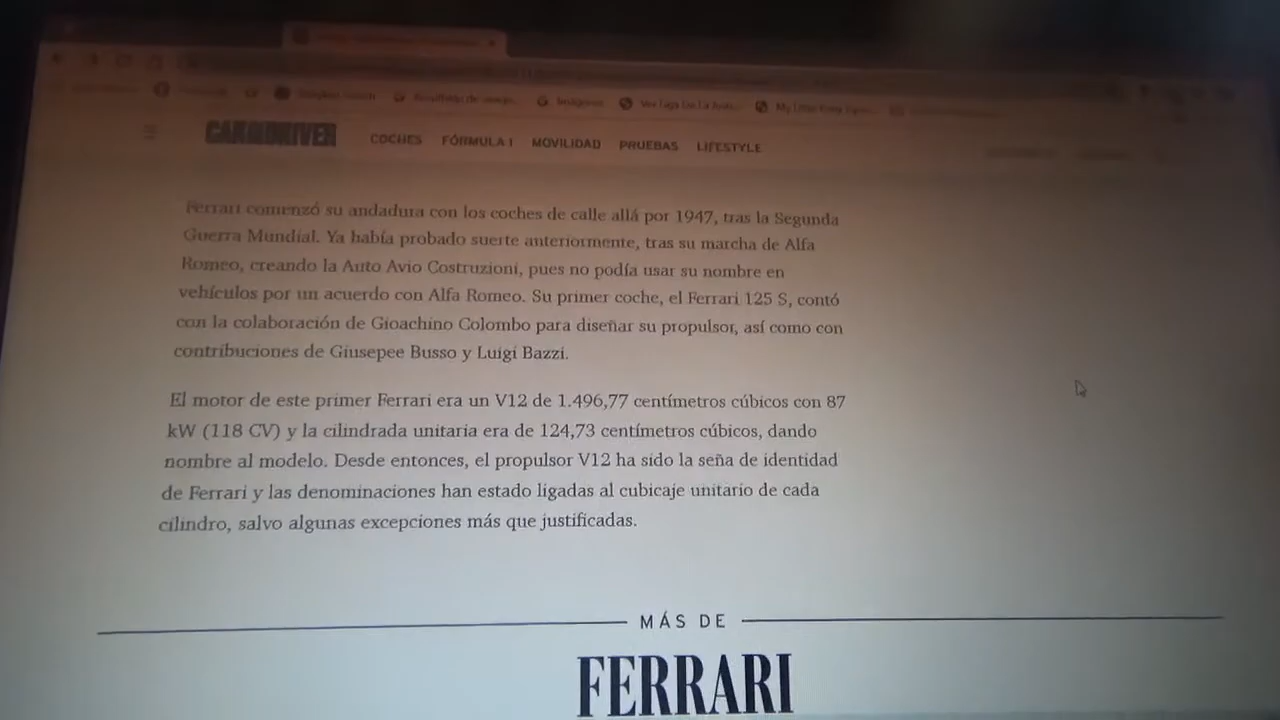 CARANDDRIVER COCHES FÓRMULA 1 MOVILIDAD PRUEBAS LIFESTYLE
Ferrari comenzó su andadura con los coches de calle allá por 1947, tras la Segunda
Guerra Mundial. Ya había probado suerte anteriormente, tras su marcha de Alfa
Romeo, creando la Auto Avio Costruzioni, pues no podía usar su nombre en
vehículos por un acuerdo con Alfa Romeo. Su primer coche, el Ferrari 125 S, contó
con la colaboración de Gioachino Colombo para diseñar su propulsor, así como con
contribuciones de Giusepee Busso y Luigi Bazzi.
El motor de este primer Ferrari era un V12 de 1.496,77 centímetros cúbicos con 87
kW (118 CV) y la cilindrada unitaria era de 124,73 centímetros cúbicos, dando
nombre al modelo. Desde entonces, el propulsor V12 ha sido la seña de identidad
de Ferrari y las denominaciones han estado ligadas al cubicaje unitario de cada
cilindro, salvo algunas excepciones más que justificadas.
MÁS DE
FERRARI